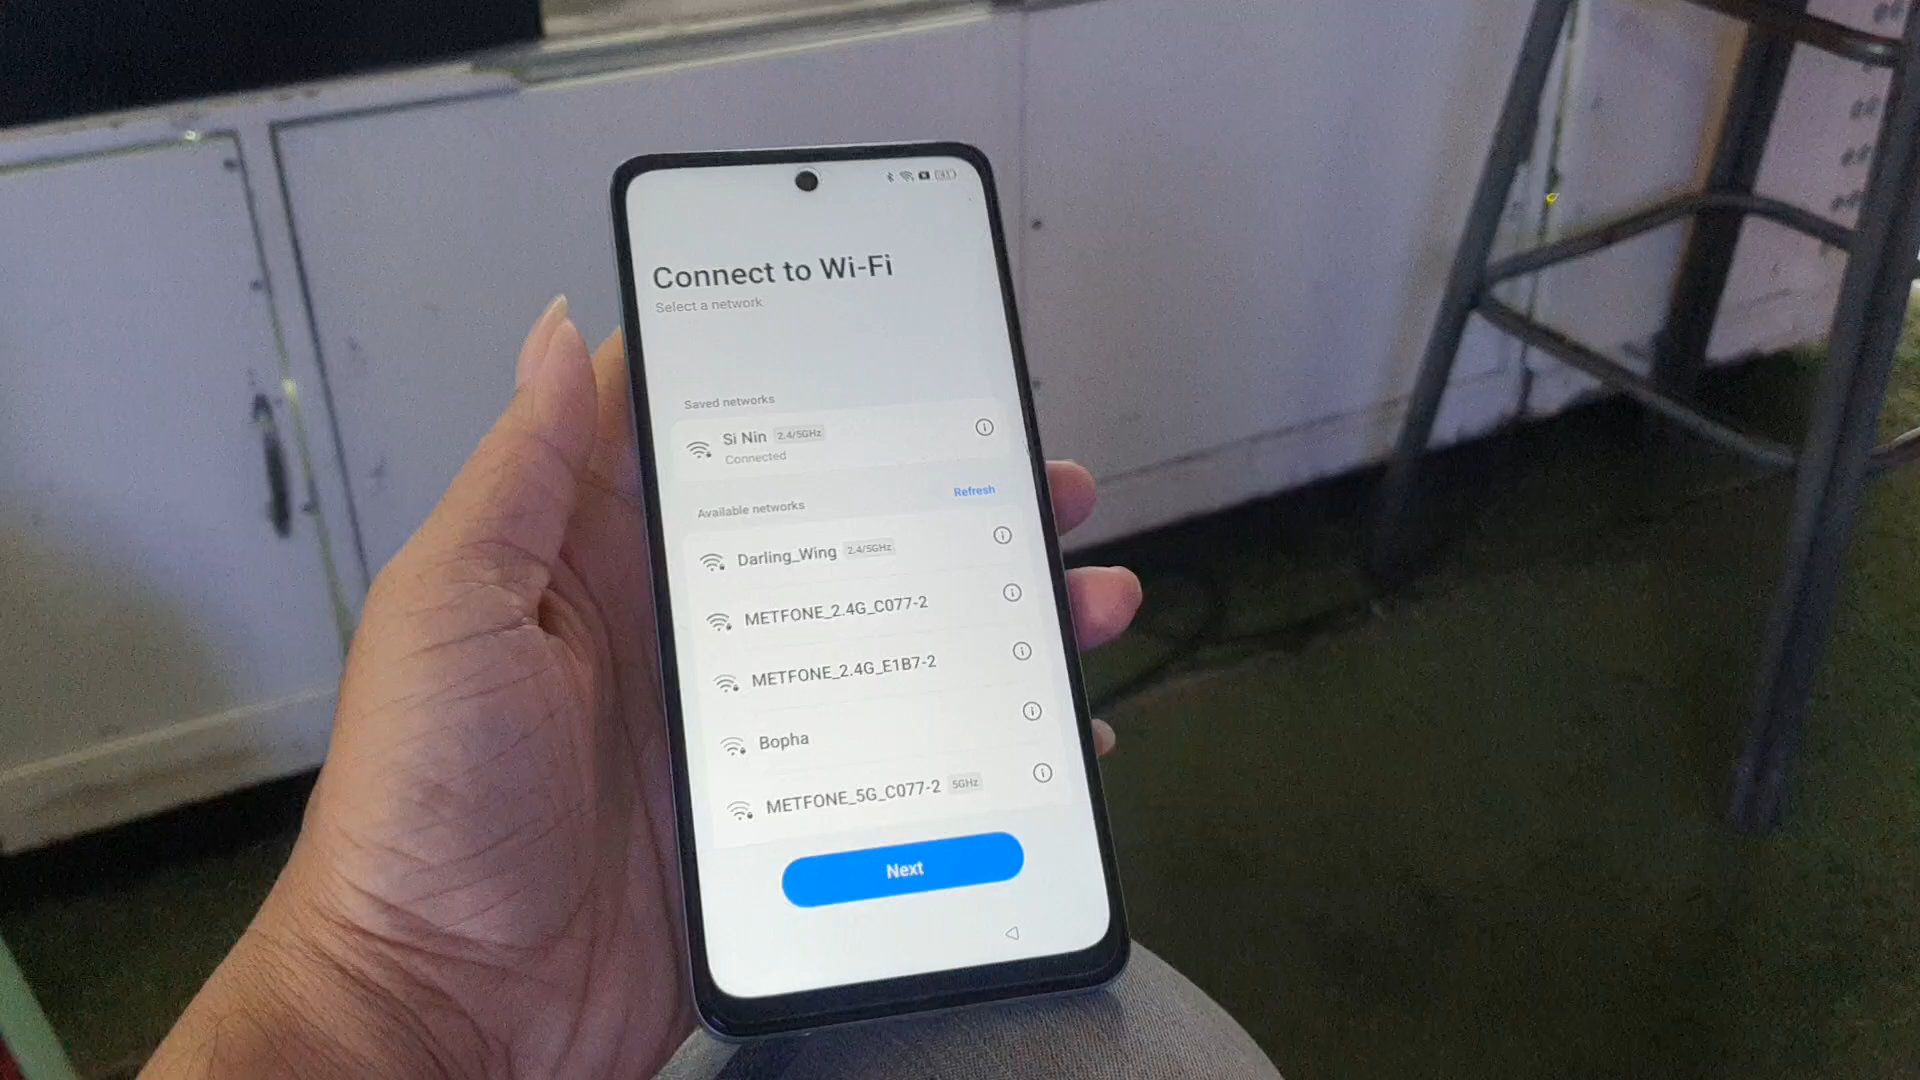 41
Connect to Wi-Fi
Select a network
Saved networks
Si Nin 2.4/5GHz
Connected
Available networks Refresh
Darling_Wing 2.4/5GHz
METFONE_2.4G_C077-2
METFONE_2.4G_E1B7-2
Bopha
METFONE_5G_C077-2 5GHz
Next